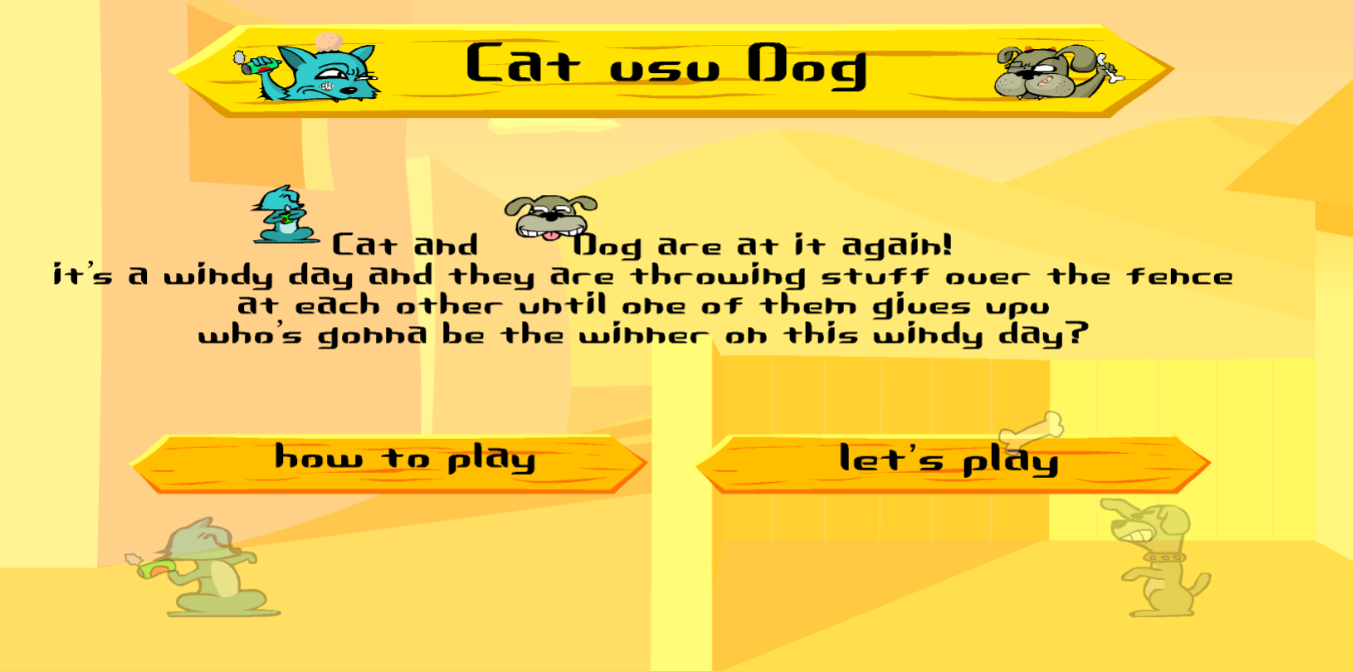 Cat usu Dog
Cat and Dog are at it again!
it's a windy day and they are throwing stuff over the fence
at each other until one of them gives upu
who's gonna be the winner on this windy day?
how to play
let's play